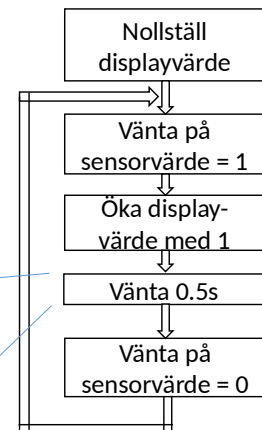 Nollställ
displayvärde
Vänta på
sensorvärde = 1
Öka display-
värde med 1
Vänta 0.5s
Vänta på
sensorvärde = 0